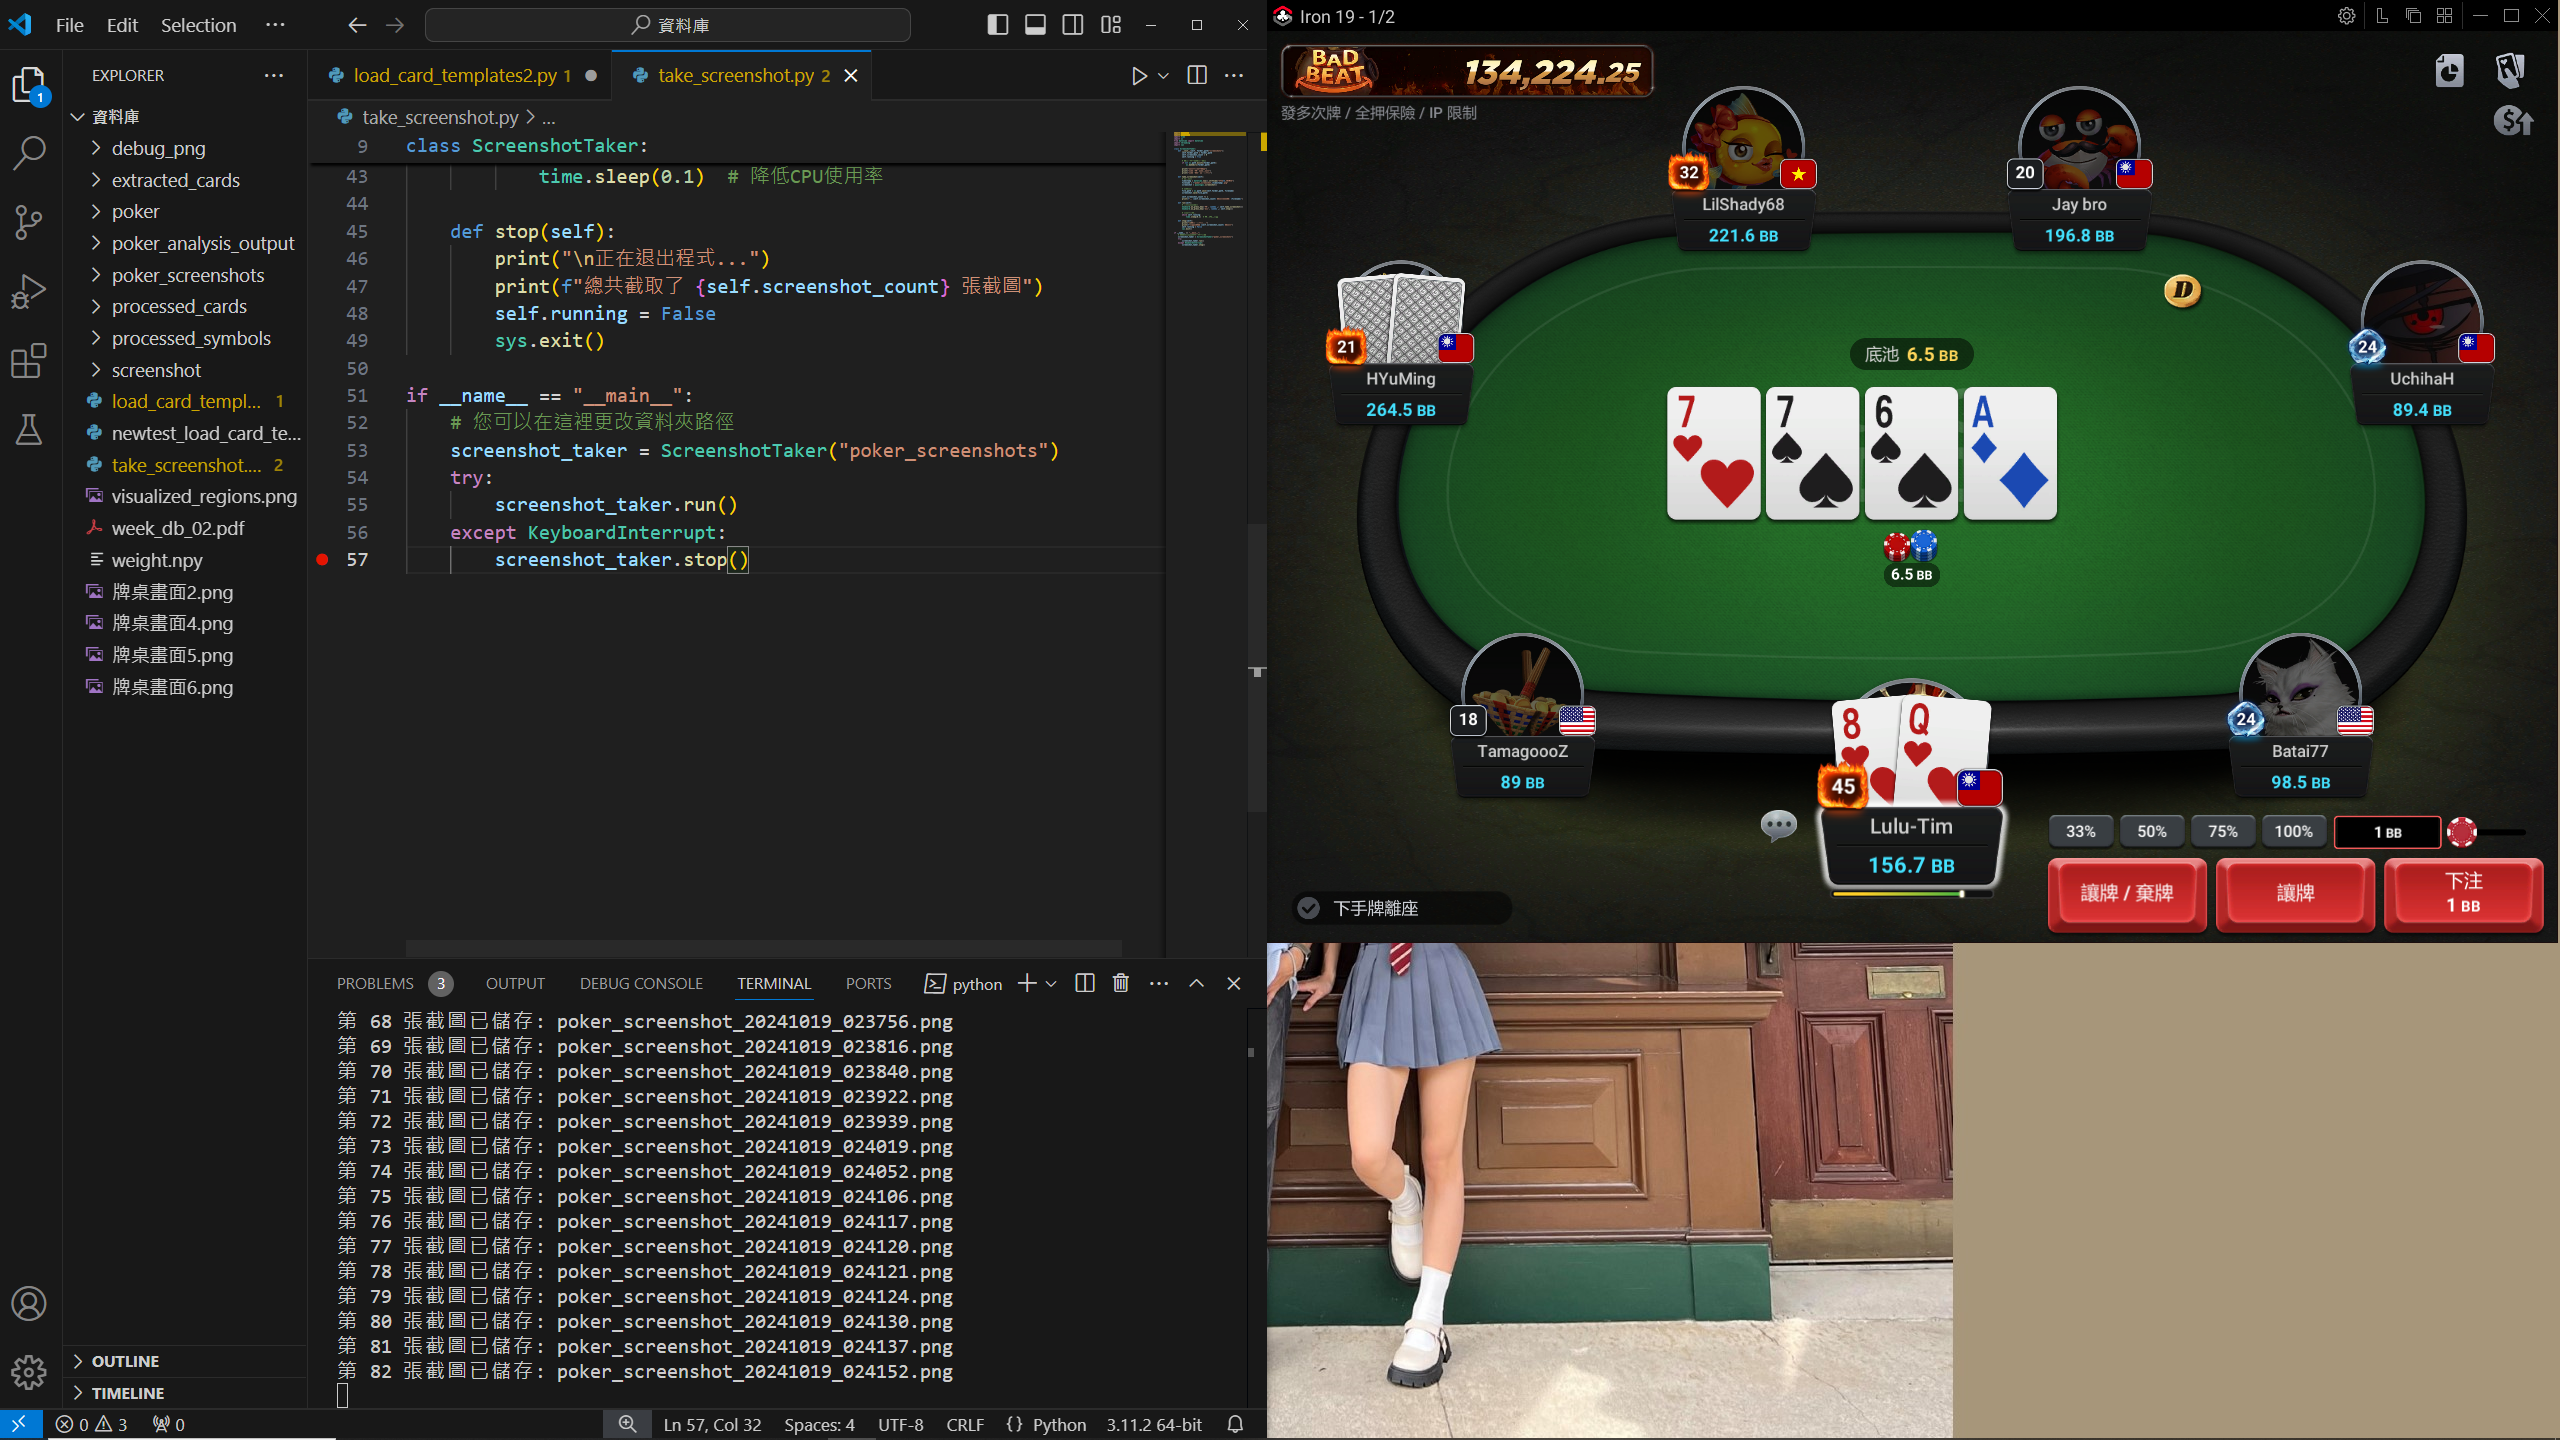 File Edit Selection ···
資料庫
EXPLORER ···
資料庫
debug_png
extracted_cards
poker
poker_analysis_output
poker_screenshots
processed_cards
processed_symbols
screenshot
load_card_templ... 1
newtest_load_card_te...
take_screenshot.... 2
visualized_regions.png
week_db_02.pdf
weight.npy
牌桌畫面2.png
牌桌畫面4.png
牌桌畫面5.png
牌桌畫面6.png
OUTLINE
TIMELINE
1
load_card_templates2.py 1
take_screenshot.py 2
take_screenshot.py > ...
9 class ScreenshotTaker:
43 time.sleep(0.1) # 降低CPU使用率
44
45 def stop(self):
46 print("\n正在退出程式...")
47 print(f"總共截取了 {self.screenshot_count} 張截圖")
48 self.running = False
49 sys.exit()
50
51 if __name__ == "__main__":
52 # 您可以在這裡更改資料夾路徑
53 screenshot_taker = ScreenshotTaker("poker_screenshots")
54 try:
55 screenshot_taker.run()
56 except KeyboardInterrupt:
57 screenshot_taker.stop()
PROBLEMS 3 OUTPUT DEBUG CONSOLE TERMINAL PORTS python
第 68 張截圖已儲存: poker_screenshot_20241019_023756.png
第 69 張截圖已儲存: poker_screenshot_20241019_023816.png
第 70 張截圖已儲存: poker_screenshot_20241019_023840.png
第 71 張截圖已儲存: poker_screenshot_20241019_023922.png
第 72 張截圖已儲存: poker_screenshot_20241019_023939.png
第 73 張截圖已儲存: poker_screenshot_20241019_024019.png
第 74 張截圖已儲存: poker_screenshot_20241019_024052.png
第 75 張截圖已儲存: poker_screenshot_20241019_024106.png
第 76 張截圖已儲存: poker_screenshot_20241019_024117.png
第 77 張截圖已儲存: poker_screenshot_20241019_024120.png
第 78 張截圖已儲存: poker_screenshot_20241019_024121.png
第 79 張截圖已儲存: poker_screenshot_20241019_024124.png
第 80 張截圖已儲存: poker_screenshot_20241019_024130.png
第 81 張截圖已儲存: poker_screenshot_20241019_024137.png
第 82 張截圖已儲存: poker_screenshot_20241019_024152.png
0 3 0 Ln 57, Col 32 Spaces: 4 UTF-8 CRLF {} Python 3.11.2 64-bit
Iron 19 - 1/2
BAD BEAT 134,224.25
發多次牌 / 全押保險 / IP 限制
32
LilShady68
221.6 BB
20
Jay bro
196.8 BB
D
21
HYuMing
264.5 BB
24
UchihaH
89.4 BB
底池 6.5 BB
7 7 6 A
6.5 BB
18
TamagoooZ
89 BB
8 Q
45
Lulu-Tim
156.7 BB
24
Batai77
98.5 BB
33% 50% 75% 100% 1 BB
下手牌離座
讓牌 / 棄牌
讓牌
下注
1 BB